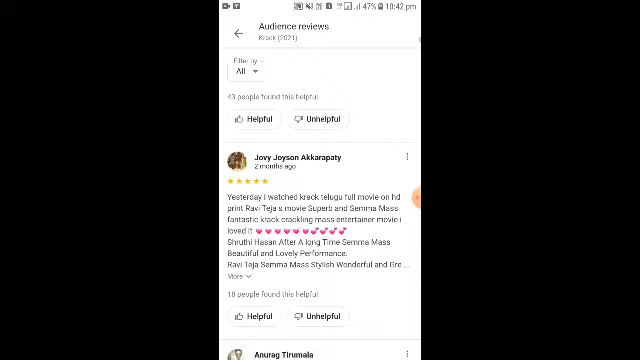 47% 10:42 pm
Audience reviews
Krack (2021)
Filter by
All
43 people found this helpful
Helpful
Unhelpful
Jovy Joyson Akkarapaty
2 months ago
Yesterday I watched krack telugu full movie on hd
print Ravi Teja s movie Superb and Semma Mass
fantastic krack crackling mass entertainer movie i
loved it
Shruthi Hasan After A long Time Semma Mass
Beautiful and Lovely Performance.
Ravi Teja Semma Mass Stylish Wonderful and Gre ...
More
18 people found this helpful
Helpful
Unhelpful
Anurag Tirumala